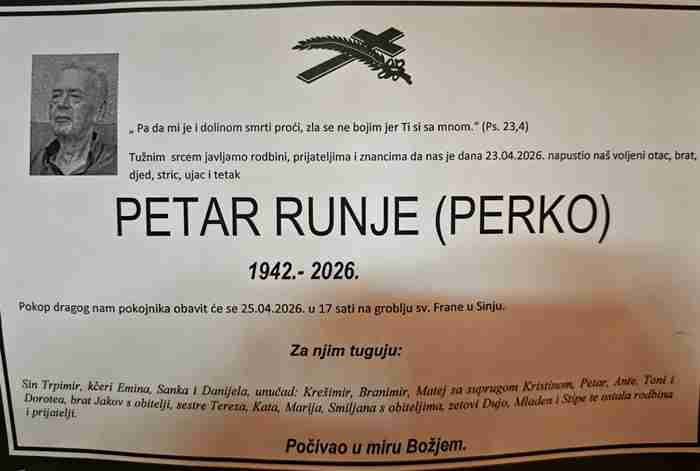 „ Pa da mi je i dolinom smrti proći, zla se ne bojim jer Ti si sa mnom.“ (Ps. 23,4)
Tužnim srcem javljamo rodbini, prijateljima i znancima da nas je dana 23.04.2026. napustio naš voljeni otac, brat,
djed, stric, ujac i tetak
PETAR RUNJE (PERKO)
1942.- 2026.
Pokop dragog nam pokojnika obavit će se 25.04.2026. u 17 sati na groblju sv. Frane u Sinju.
Za njim tuguju:
Sin Trpimir, kćeri Emina, Sanka i Danijela, unučad: Krešimir, Branimir, Matej sa suprugom Kristinom, Petar, Ante, Toni i
Dorotea, brat Jakov s obitelji, sestre Tereza, Kata, Marija, Smiljana s obiteljima, zetovi Dujo, Mladen i Stipe te ostala rodbina
i prijatelji.
Počivao u miru Božjem.